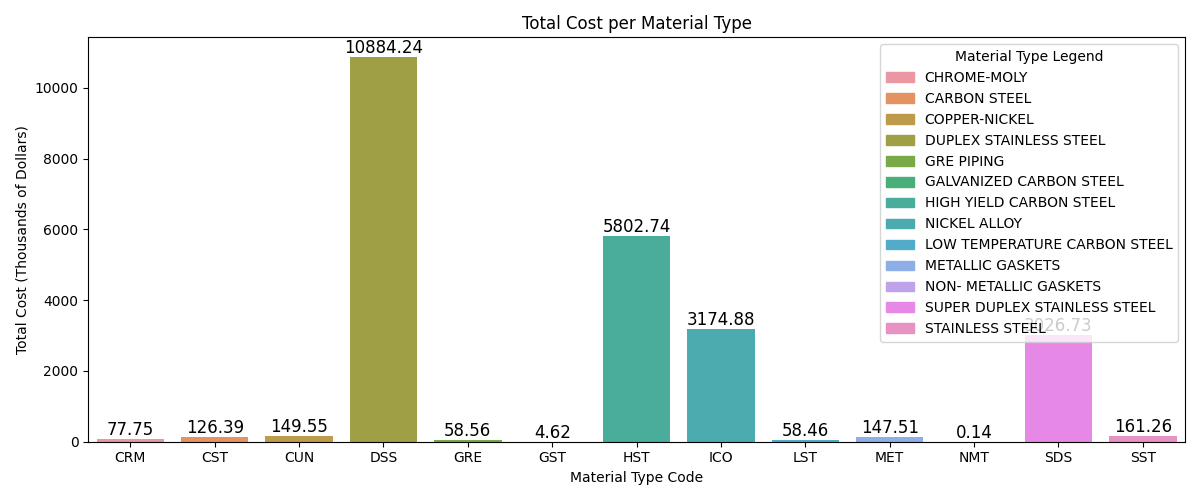 Total Cost per Material Type
Total Cost (Thousands of Dollars)
10000
8000
6000
4000
2000
0
77.75
126.39
149.55
10884.24
58.56
4.62
5802.74
3174.88
58.46
147.51
0.14
3026.73
161.26
Material Type Legend
CHROME-MOLY
CARBON STEEL
COPPER-NICKEL
DUPLEX STAINLESS STEEL
GRE PIPING
GALVANIZED CARBON STEEL
HIGH YIELD CARBON STEEL
NICKEL ALLOY
LOW TEMPERATURE CARBON STEEL
METALLIC GASKETS
NON- METALLIC GASKETS
SUPER DUPLEX STAINLESS STEEL
STAINLESS STEEL
CRM CST CUN DSS GRE GST HST ICO LST MET NMT SDS SST
Material Type Code